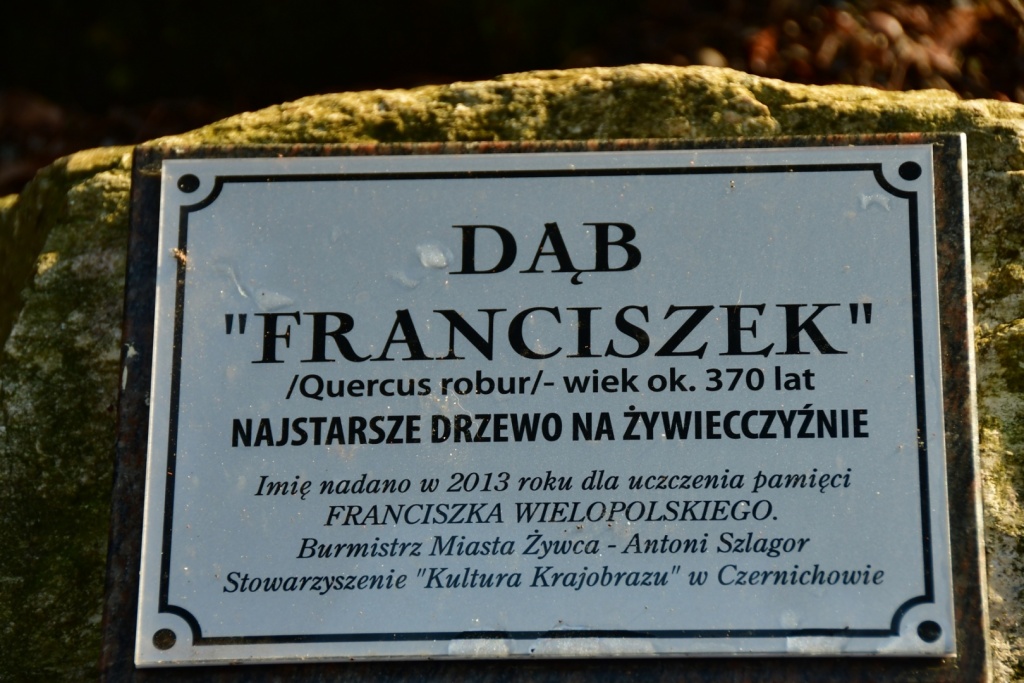 DĄB
"FRANCISZEK"
/Quercus robur/- wiek ok. 370 lat
NAJSTARSZE DRZEWO NA ŻYWIECCZYŹNIE
Imię nadano w 2013 roku dla uczczenia pamięci
FRANCISZKA WIELOPOLSKIEGO.
Burmistrz Miasta Żywca - Antoni Szlagor
Stowarzyszenie "Kultura Krajobrazu" w Czernichowie